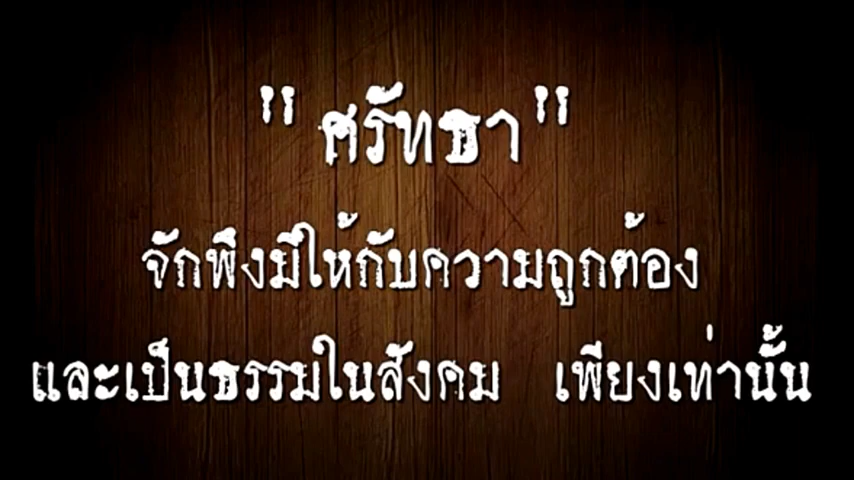 "ศรัทธา"
จักพึงมีให้กับความถูกต้อง
และเป็นธรรมในสังคม เพียงเท่านั้น